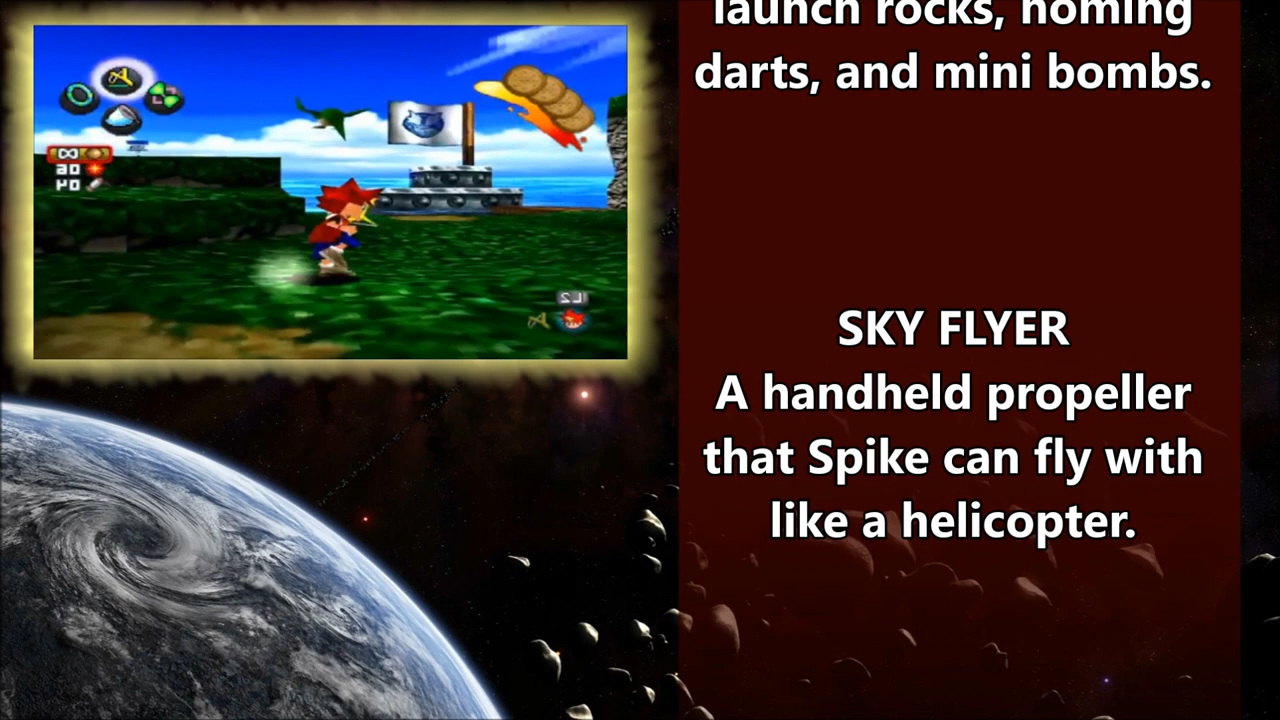 launch rocks, homing
darts, and mini bombs.
SKY FLYER
A handheld propeller
that Spike can fly with
like a helicopter.